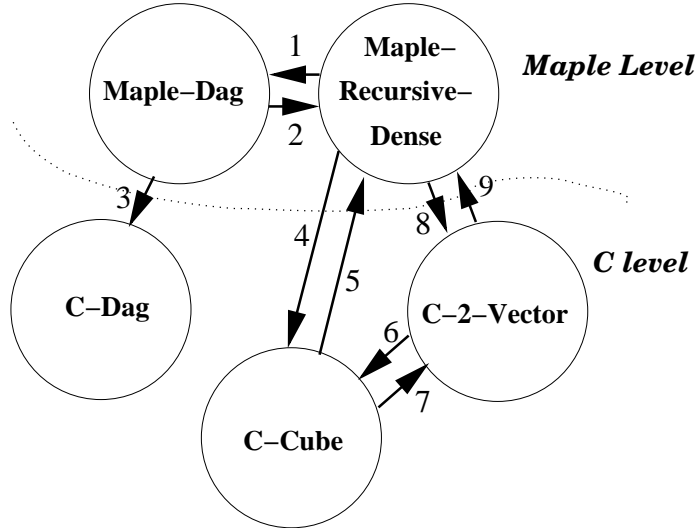 1
Maple–
Recursive–
Dense
Maple Level
Maple–Dag
2
3
4
5
8
9
C level
C–Dag
C–2–Vector
6
7
C–Cube